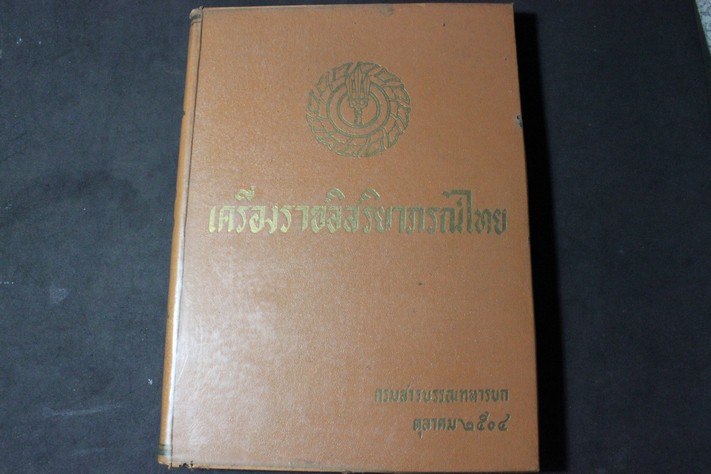 เครื่องราชอิสริยาภรณ์ไทย
กรมสารบรรณทหารบก
ตุลาคม ๒๕๐๔